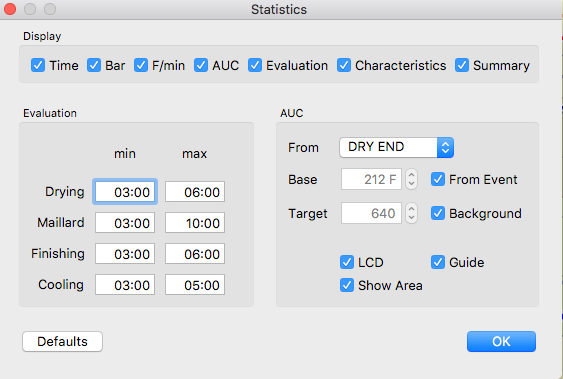 Statistics
Display
Time Bar F/min AUC Evaluation Characteristics Summary
Evaluation
min max
Drying 03:00 06:00
Maillard 03:00 10:00
Finishing 03:00 06:00
Cooling 03:00 05:00
AUC
From DRY END
Base 212 F From Event
Target 640 Background
LCD Guide
Show Area
Defaults OK